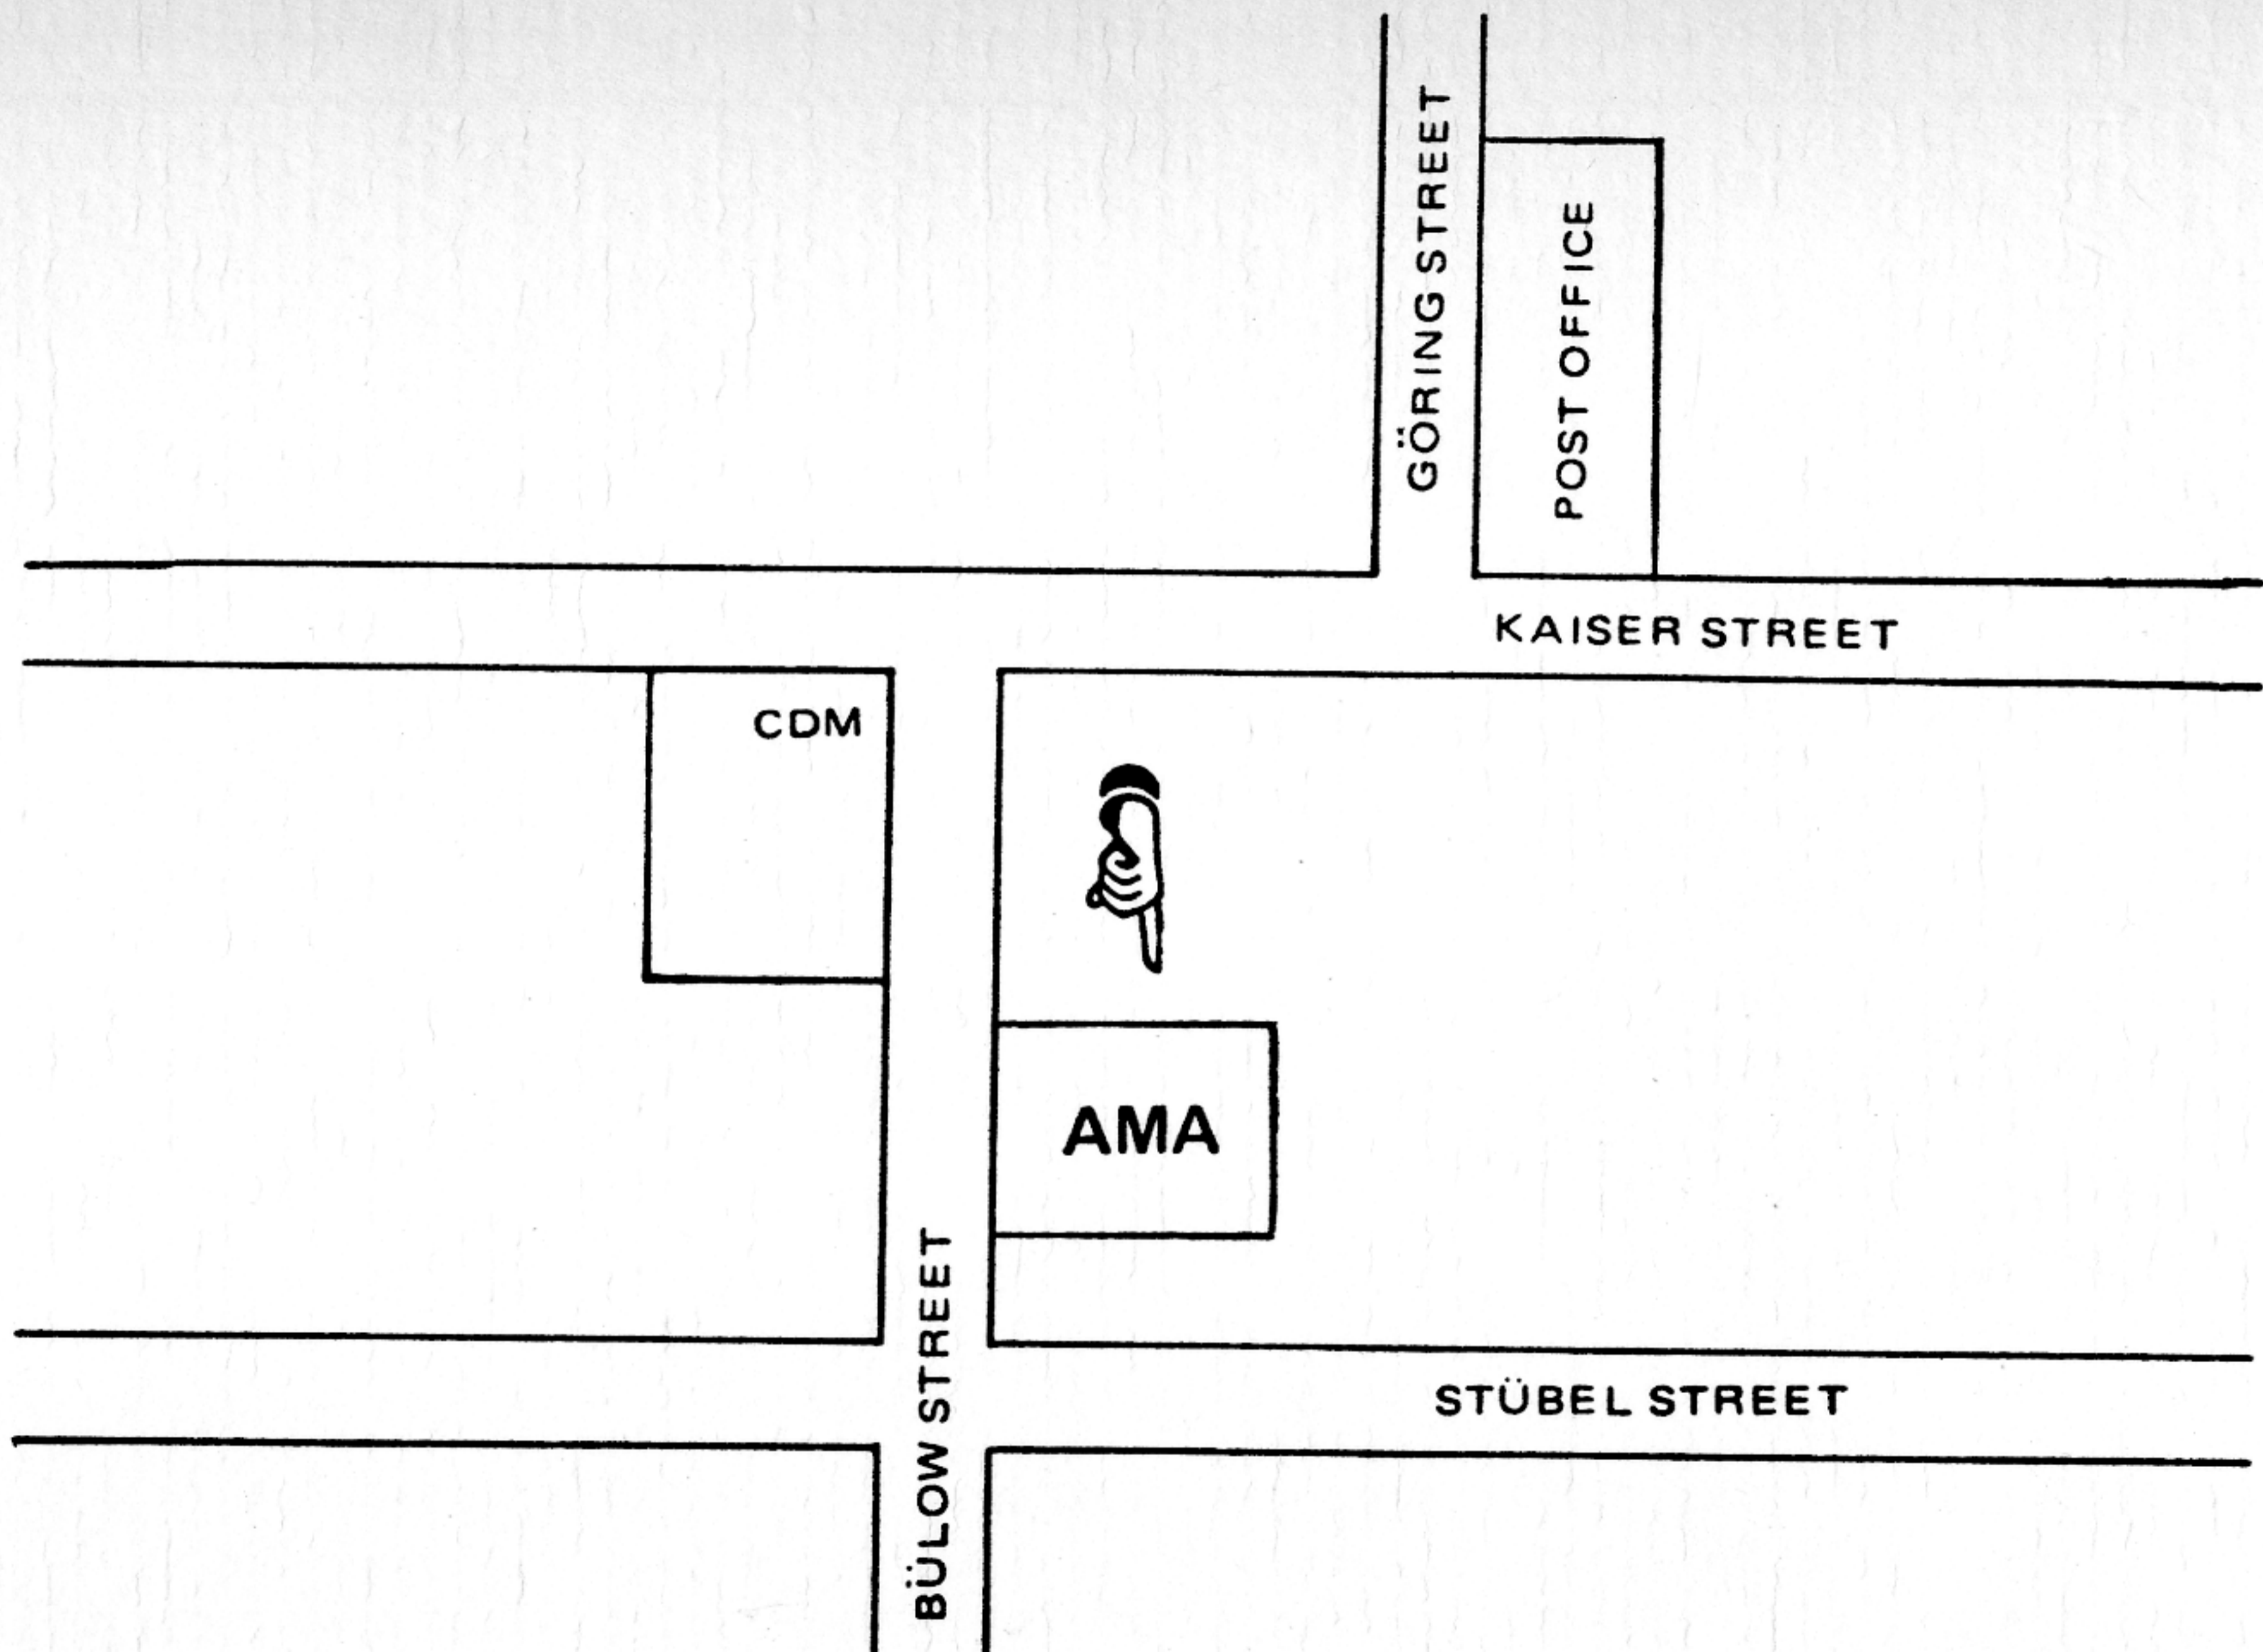 GÖRING STREET
POST OFFICE
KAISER STREET
CDM
AMA
BÜLOW STREET
STÜBEL STREET